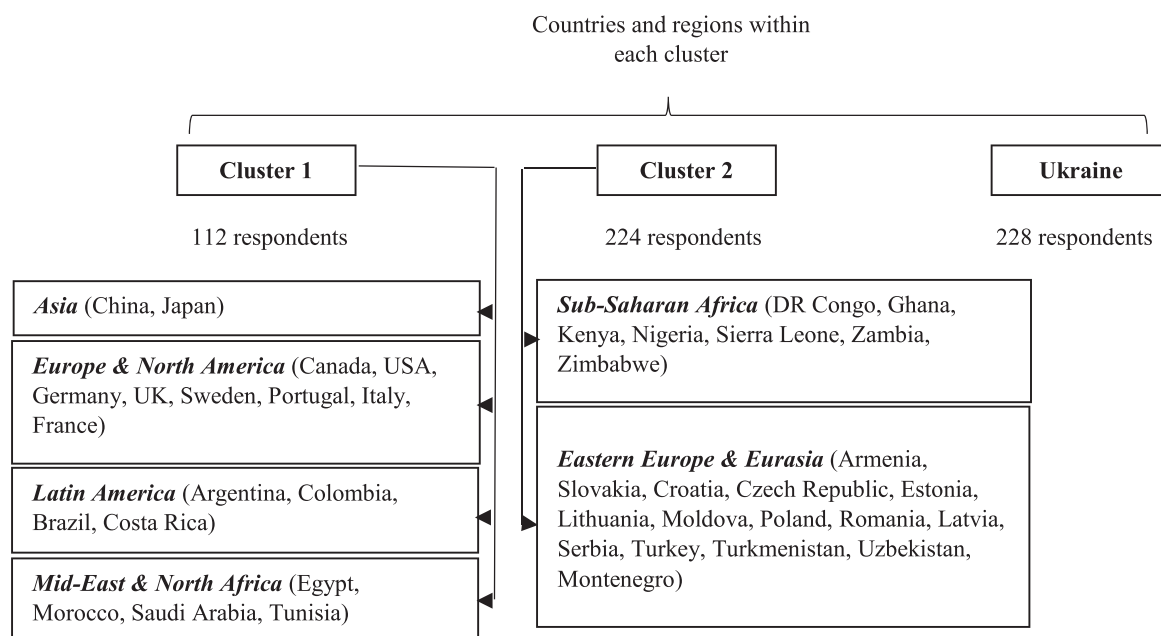 Countries and regions within
each cluster
Cluster 1
Cluster 2
Ukraine
112 respondents
224 respondents
228 respondents
Asia (China, Japan)
Europe & North America (Canada, USA,
Germany, UK, Sweden, Portugal, Italy,
France)
Latin America (Argentina, Colombia,
Brazil, Costa Rica)
Mid-East & North Africa (Egypt,
Morocco, Saudi Arabia, Tunisia)
Sub-Saharan Africa (DR Congo, Ghana,
Kenya, Nigeria, Sierra Leone, Zambia,
Zimbabwe)
Eastern Europe & Eurasia (Armenia,
Slovakia, Croatia, Czech Republic, Estonia,
Lithuania, Moldova, Poland, Romania, Latvia,
Serbia, Turkey, Turkmenistan, Uzbekistan,
Montenegro)